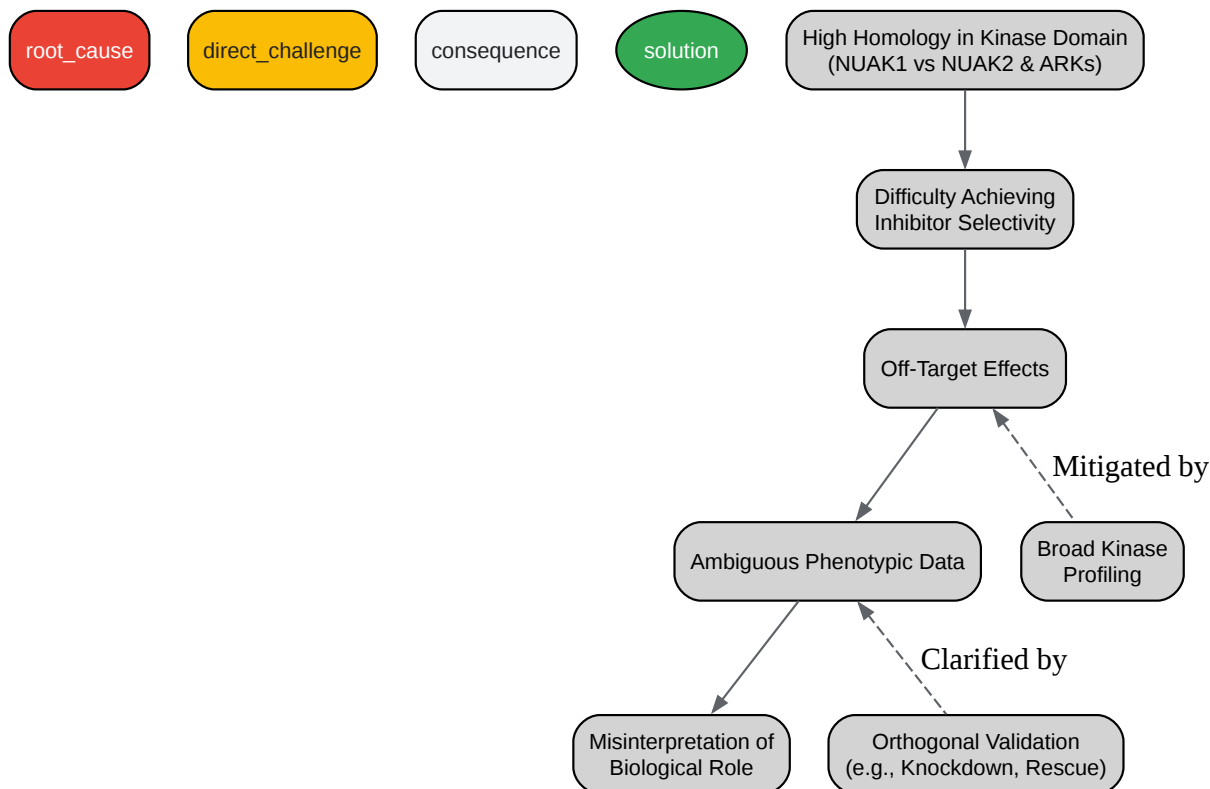 root_cause
direct_challenge
consequence
solution
High Homology in Kinase Domain
(NUAK1 vs NUAK2 & ARKs)
Difficulty Achieving
Inhibitor Selectivity
Off-Target Effects
Mitigated by
Ambiguous Phenotypic Data
Broad Kinase
Profiling
Clarified by
Misinterpretation of
Biological Role
Orthogonal Validation
(e.g., Knockdown, Rescue)